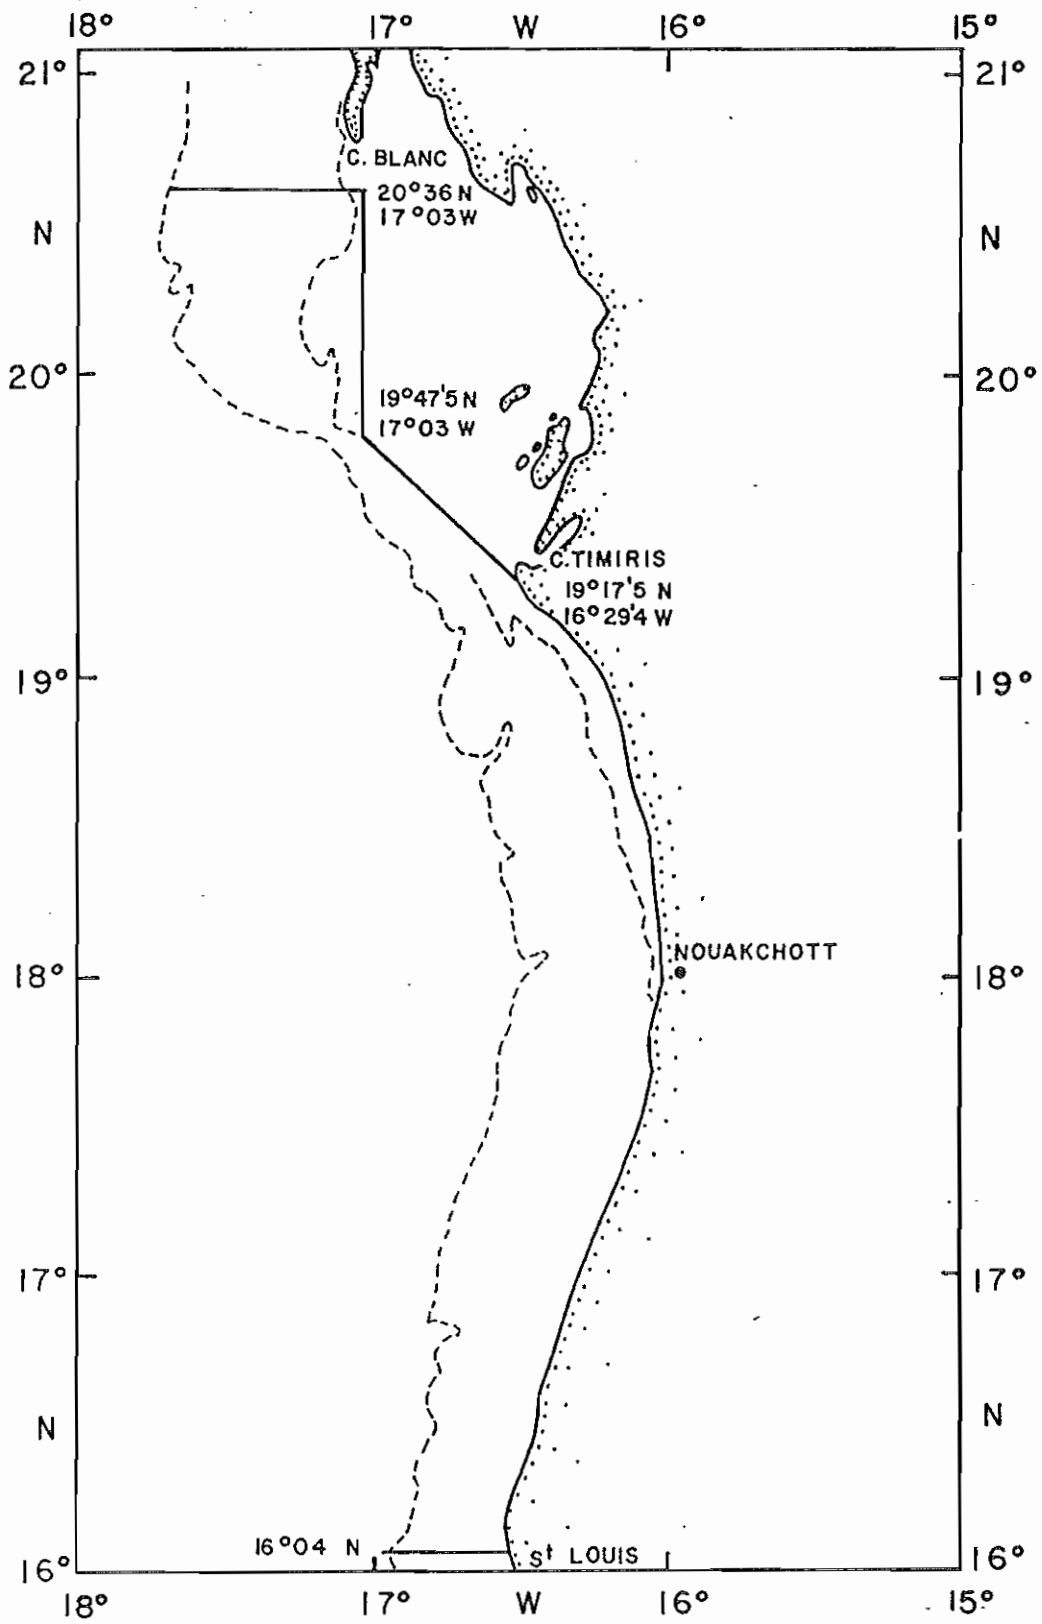 18° 17° W 16° 15°
21° 21°
C. BLANC
20°36 N
17°03 W
N N
20° 20°
19°47'5 N
17°03 W
C. TIMIRIS
19°17'5 N
16°29'4 W
19° 19°
NOUAKCHOTT
18° 18°
17° 17°
N N
16°04 N
St LOUIS
16° 16°
18° 17° W 16° 15°